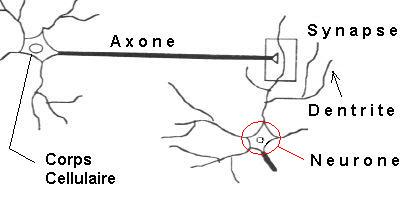 Axone
Synapse
Dentrite
Neurone
Corps
Cellulaire